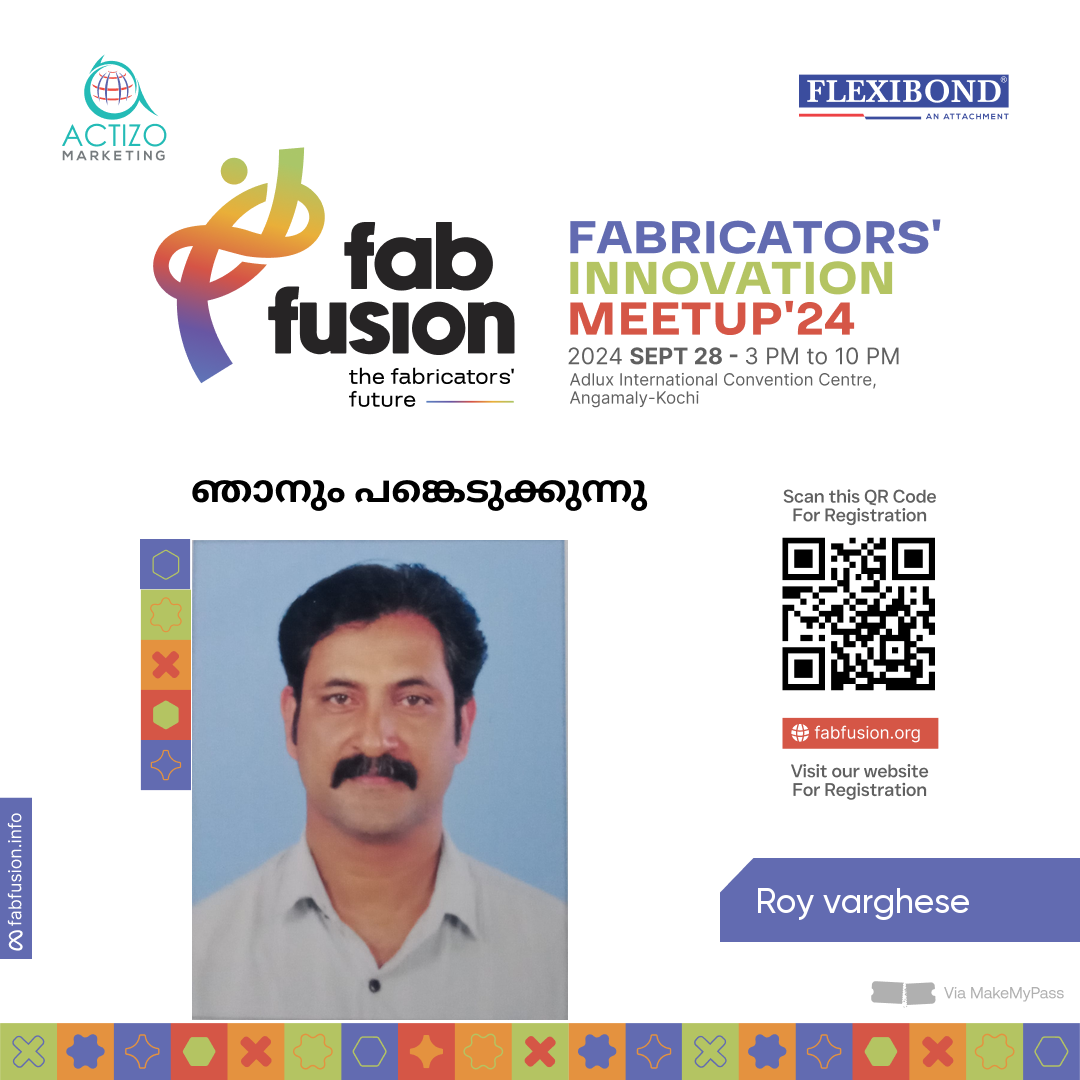 ACTIZO
MARKETING
FLEXIBOND®
AN ATTACHMENT
fab
fusion
the fabricators'
future
FABRICATORS'
INNOVATION
MEETUP'24
2024 SEPT 28 - 3 PM to 10 PM
Adlux International Convention Centre,
Angamaly-Kochi
ഞാനും പങ്കെടുക്കുന്നു
Scan this QR Code
For Registration
fabfusion.org
Visit our website
For Registration
fabfusion.info
Roy varghese
Via MakeMyPass